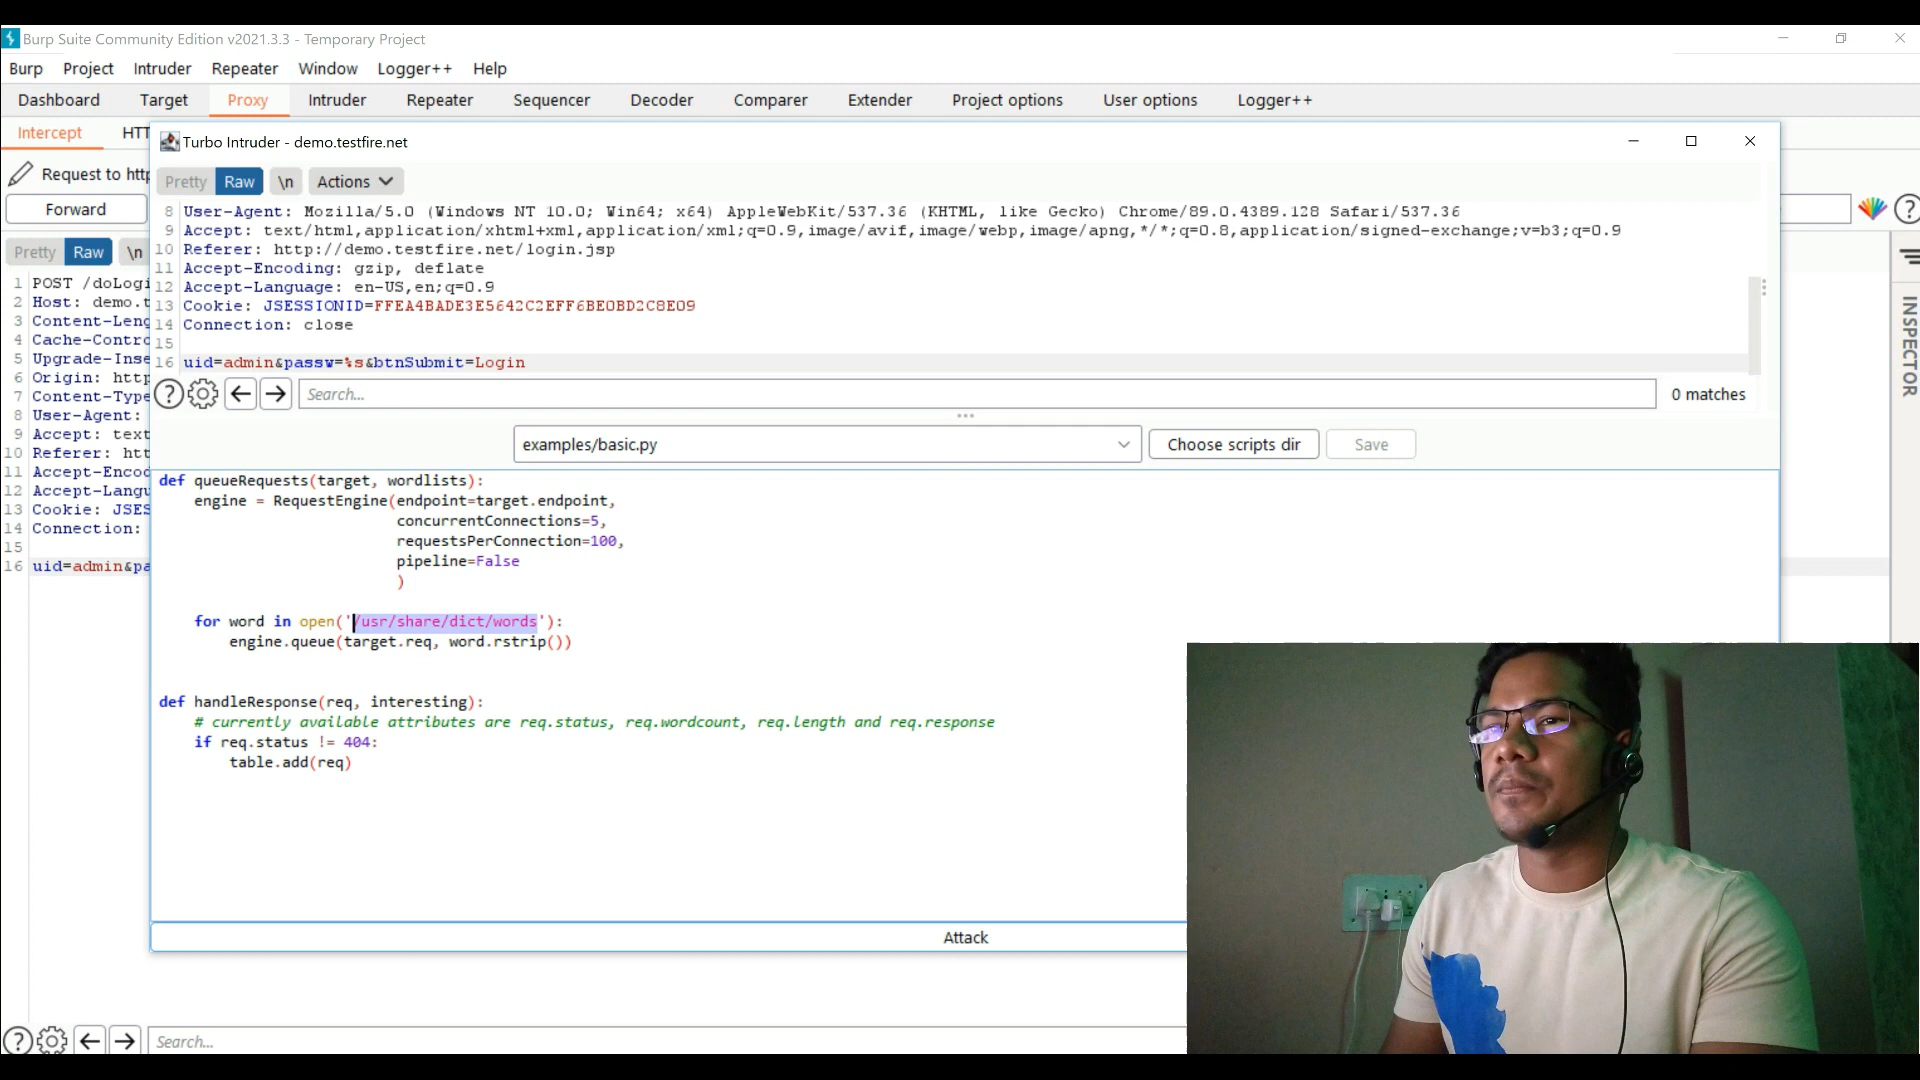 Burp Suite Community Edition v2021.3.3 - Temporary Project
Burp Project Intruder Repeater Window Logger++ Help
Dashboard Target Proxy Intruder Repeater Sequencer Decoder Comparer Extender Project options User options Logger++
Intercept HTT
Turbo Intruder - demo.testfire.net
Request to http
Forward
Pretty Raw \n
1 POST /doLogi
2 Host: demo.t
3 Content-Leng
4 Cache-Contro
5 Upgrade-Inse
6 Origin: http
7 Content-Type
8 User-Agent:
9 Accept: text
10 Referer: htt
11 Accept-Encod
12 Accept-Langu
13 Cookie: JSES
14 Connection:
15
16 uid=admin&pa
Pretty Raw \n Actions
8 User-Agent: Mozilla/5.0 (Windows NT 10.0; Win64; x64) AppleWebKit/537.36 (KHTML, like Gecko) Chrome/89.0.4389.128 Safari/537.36
9 Accept: text/html,application/xhtml+xml,application/xml;q=0.9,image/avif,image/webp,image/apng,*/*;q=0.8,application/signed-exchange;v=b3;q=0.9
10 Referer: http://demo.testfire.net/login.jsp
11 Accept-Encoding: gzip, deflate
12 Accept-Language: en-US,en;q=0.9
13 Cookie: JSESSIONID=FFEA4BADE3E5642C2EFF6BE0BD2C8E09
14 Connection: close
15
16 uid=admin&passw=%s&btnSubmit=Login
? Search... 0 matches
examples/basic.py Choose scripts dir Save
def queueRequests(target, wordlists):
engine = RequestEngine(endpoint=target.endpoint,
concurrentConnections=5,
requestsPerConnection=100,
pipeline=False
)
for word in open('/usr/share/dict/words'):
engine.queue(target.req, word.rstrip())
def handleResponse(req, interesting):
# currently available attributes are req.status, req.wordcount, req.length and req.response
if req.status != 404:
table.add(req)
Attack
? Search...
?
INSPECTOR